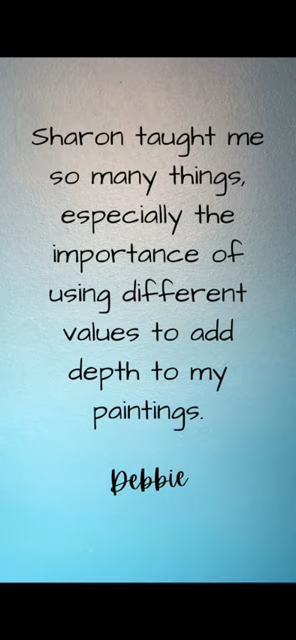 Sharon taught me
so many things,
especially the
importance of
using different
values to add
depth to my
paintings.
Debbie